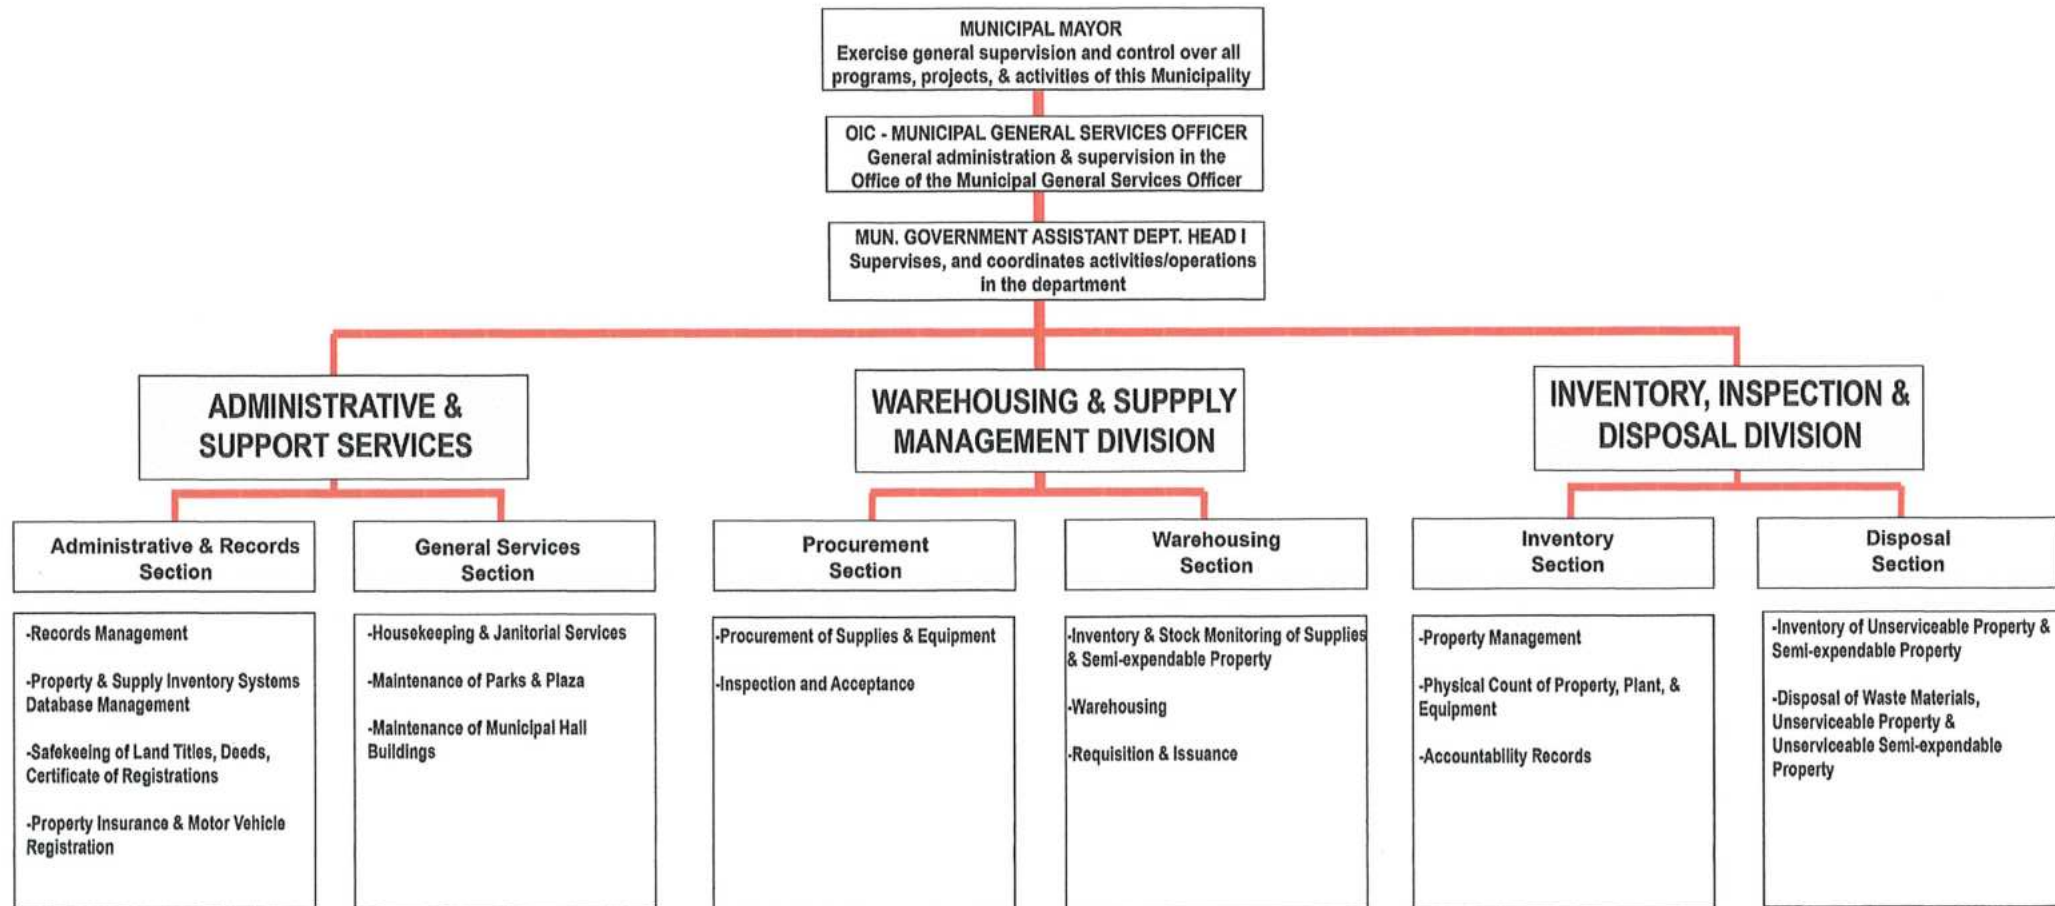 MUNICIPAL MAYOR
Exercise general supervision and control over all
programs, projects, & activities of this Municipality
OIC - MUNICIPAL GENERAL SERVICES OFFICER
General administration & supervision in the
Office of the Municipal General Services Officer
MUN. GOVERNMENT ASSISTANT DEPT. HEAD I
Supervises, and coordinates activities/operations
in the department
ADMINISTRATIVE &
SUPPORT SERVICES
WAREHOUSING & SUPPPLY
MANAGEMENT DIVISION
INVENTORY, INSPECTION &
DISPOSAL DIVISION
Administrative & Records
Section
General Services
Section
Procurement
Section
Warehousing
Section
Inventory
Section
Disposal
Section
-Records Management
-Property & Supply Inventory Systems
Database Management
-Safekeeing of Land Titles, Deeds,
Certificate of Registrations
-Property Insurance & Motor Vehicle
Registration
-Housekeeping & Janitorial Services
-Maintenance of Parks & Plaza
-Maintenance of Municipal Hall
Buildings
-Procurement of Supplies & Equipment
-Inspection and Acceptance
-Inventory & Stock Monitoring of Supplies
& Semi-expendable Property
-Warehousing
-Requisition & Issuance
-Property Management
-Physical Count of Property, Plant, &
Equipment
-Accountability Records
-Inventory of Unserviceable Property &
Semi-expendable Property
-Disposal of Waste Materials,
Unserviceable Property &
Unserviceable Semi-expendable
Property